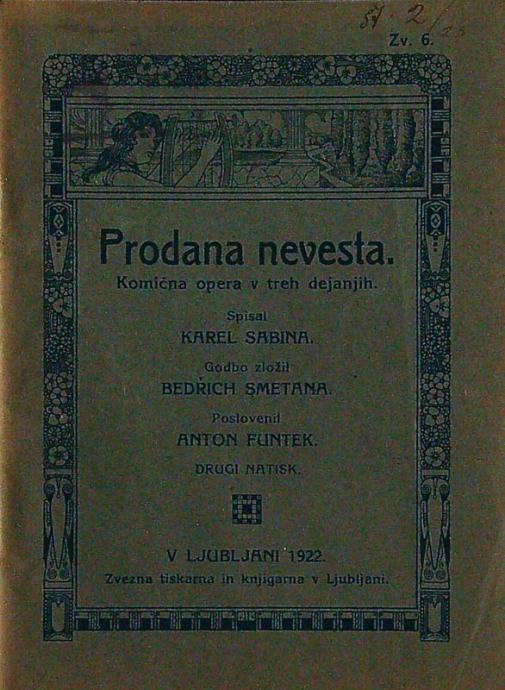 Zv. 6.
Prodana nevesta.
Komična opera v treh dejanjih.
Spisal
KAREL SABINA.
Godbo zložil
BEDŘICH SMETANA.
Poslovenil
ANTON FUNTEK.
DRUGI NATISK.
V LJUBLJANI 1922.
Zvezna tiskarna in knjigarna v Ljubljani.